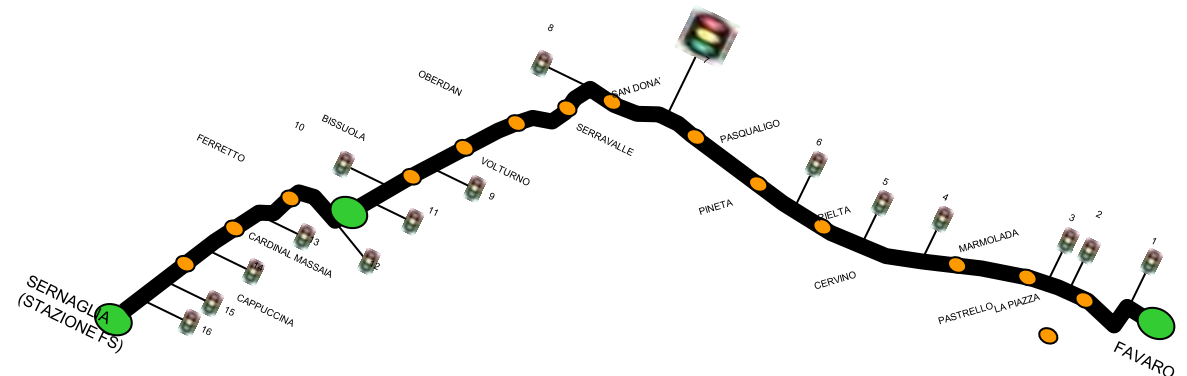 8
7
OBERDAN
SAN DONA'
10
BISSUOLA
PASQUALIGO
FERRETTO
SERRAVALLE
6
VOLTURNO
9
5
11
PINETA
RIELTA
4
3
2
13
CARDINAL MASSAIA
12
MARMOLADA
1
14
CERVINO
SERNAGLIA
(STAZIONE FS)
CAPPUCCINA
15
16
PASTRELLO
LA PIAZZA
FAVARO